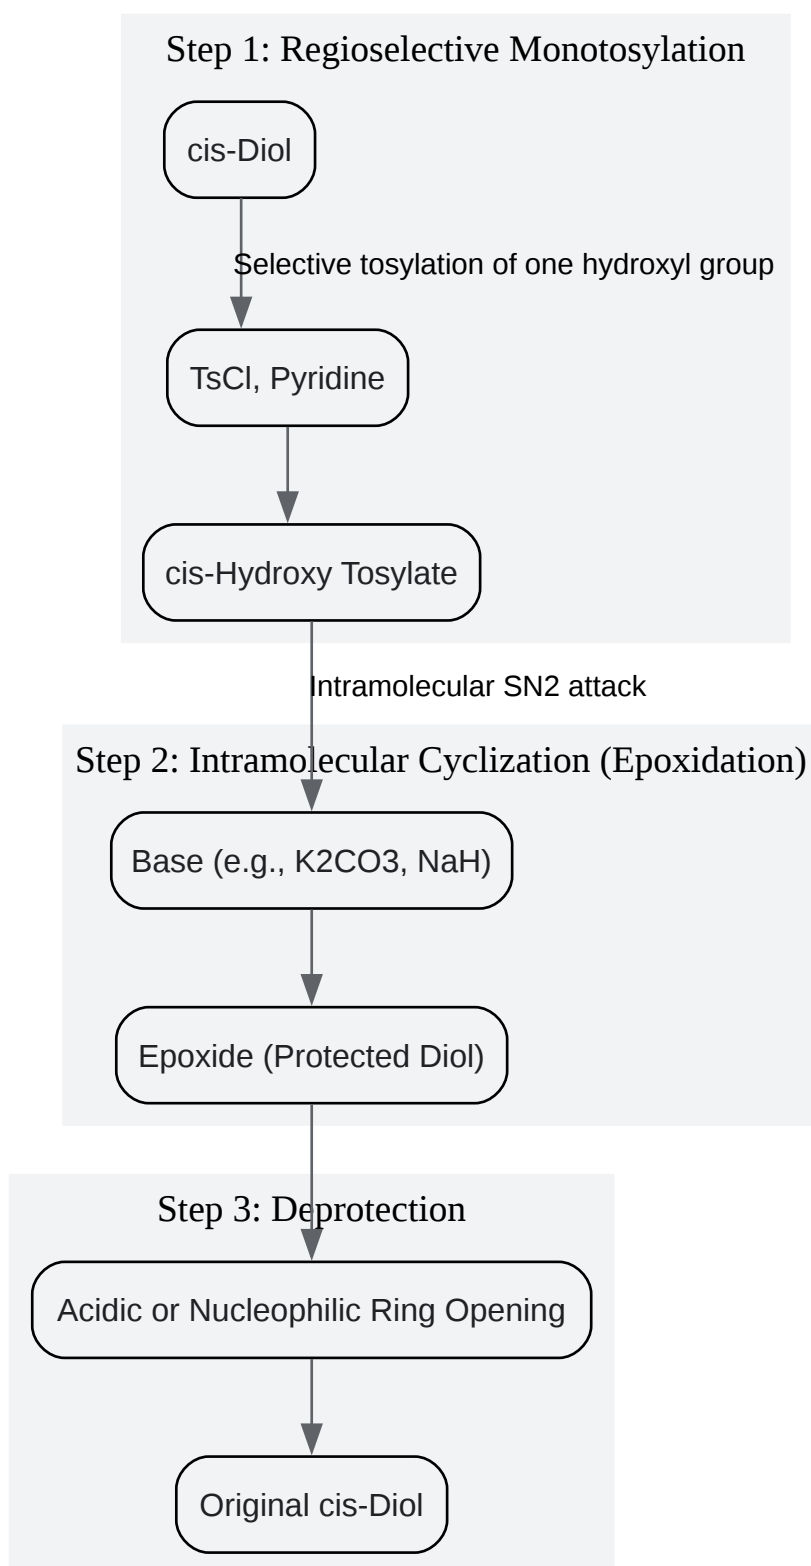 Step 1: Regioselective Monotosylation
cis-Diol
Selective tosylation of one hydroxyl group
TsCl, Pyridine
cis-Hydroxy Tosylate
Intramolecular SN2 attack
Step 2: Intramolecular Cyclization (Epoxidation)
Base (e.g., K2CO3, NaH)
Epoxide (Protected Diol)
Step 3: Deprotection
Acidic or Nucleophilic Ring Opening
Original cis-Diol